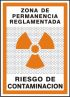 ZONA DE
PERMANENCIA
REGLAMENTADA
RIESGO DE
CONTAMINACION